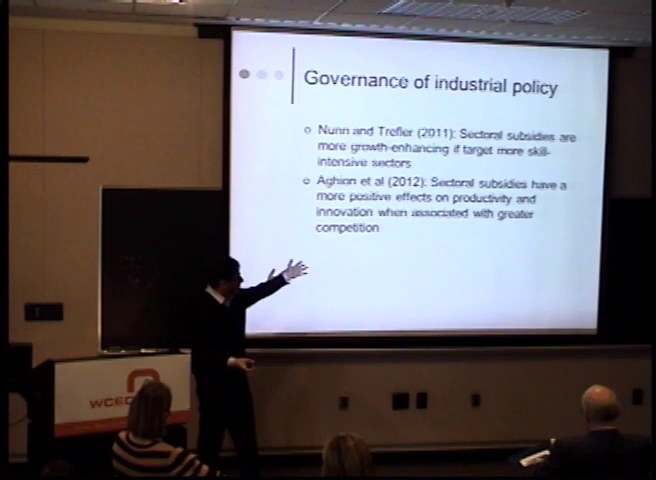 Governance of industrial policy
Nunn and Trefler (2011): Sectoral subsidies are
more growth-enhancing if target more skill-
intensive sectors
Aghion et al (2012): Sectoral subsidies have a
more positive effects on productivity and
innovation when associated with greater
competition